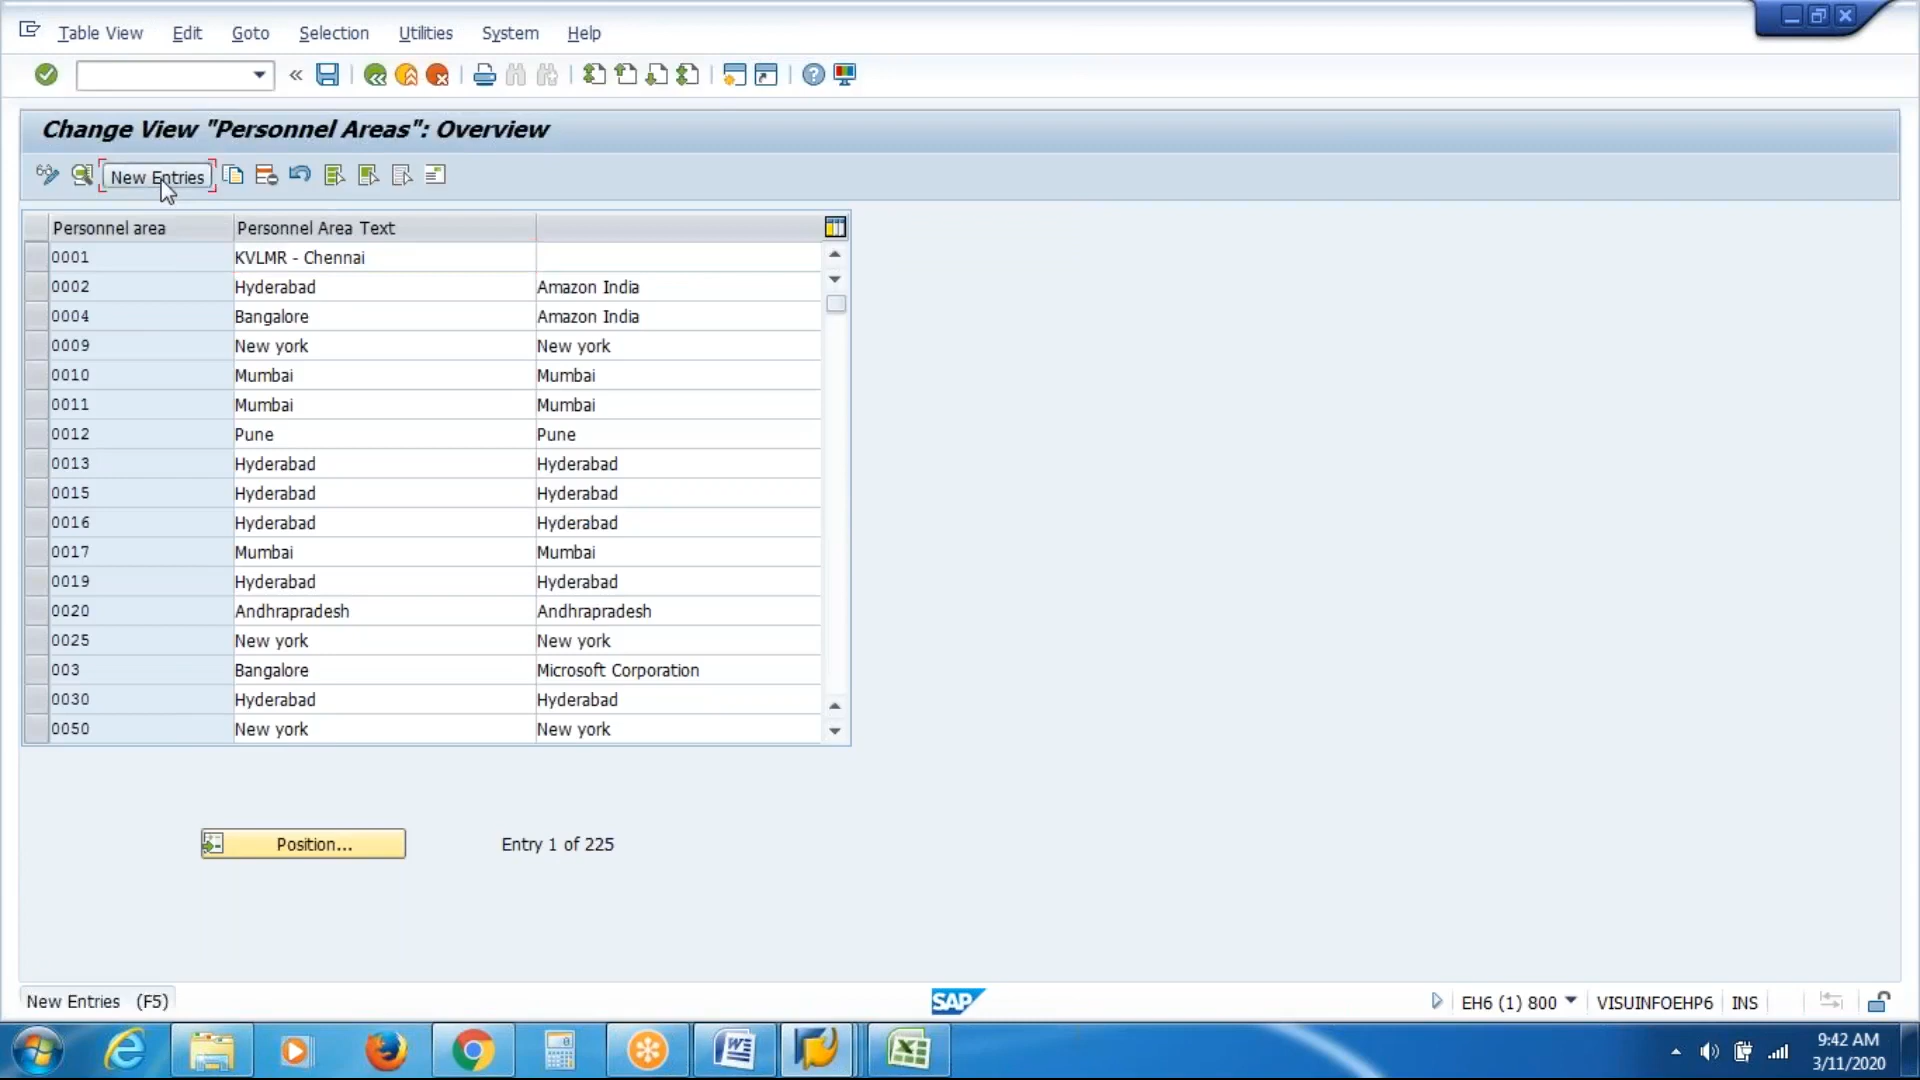 Table View Edit Goto Selection Utilities System Help
Change View "Personnel Areas": Overview
New Entries
Personnel area Personnel Area Text
0001 KVLMR - Chennai
0002 Hyderabad Amazon India
0004 Bangalore Amazon India
0009 New york New york
0010 Mumbai Mumbai
0011 Mumbai Mumbai
0012 Pune Pune
0013 Hyderabad Hyderabad
0015 Hyderabad Hyderabad
0016 Hyderabad Hyderabad
0017 Mumbai Mumbai
0019 Hyderabad Hyderabad
0020 Andhrapradesh Andhrapradesh
0025 New york New york
003 Bangalore Microsoft Corporation
0030 Hyderabad Hyderabad
0050 New york New york
Position... Entry 1 of 225
New Entries (F5) SAP EH6 (1) 800 VISUINFOEHP6 INS
9:42 AM
3/11/2020